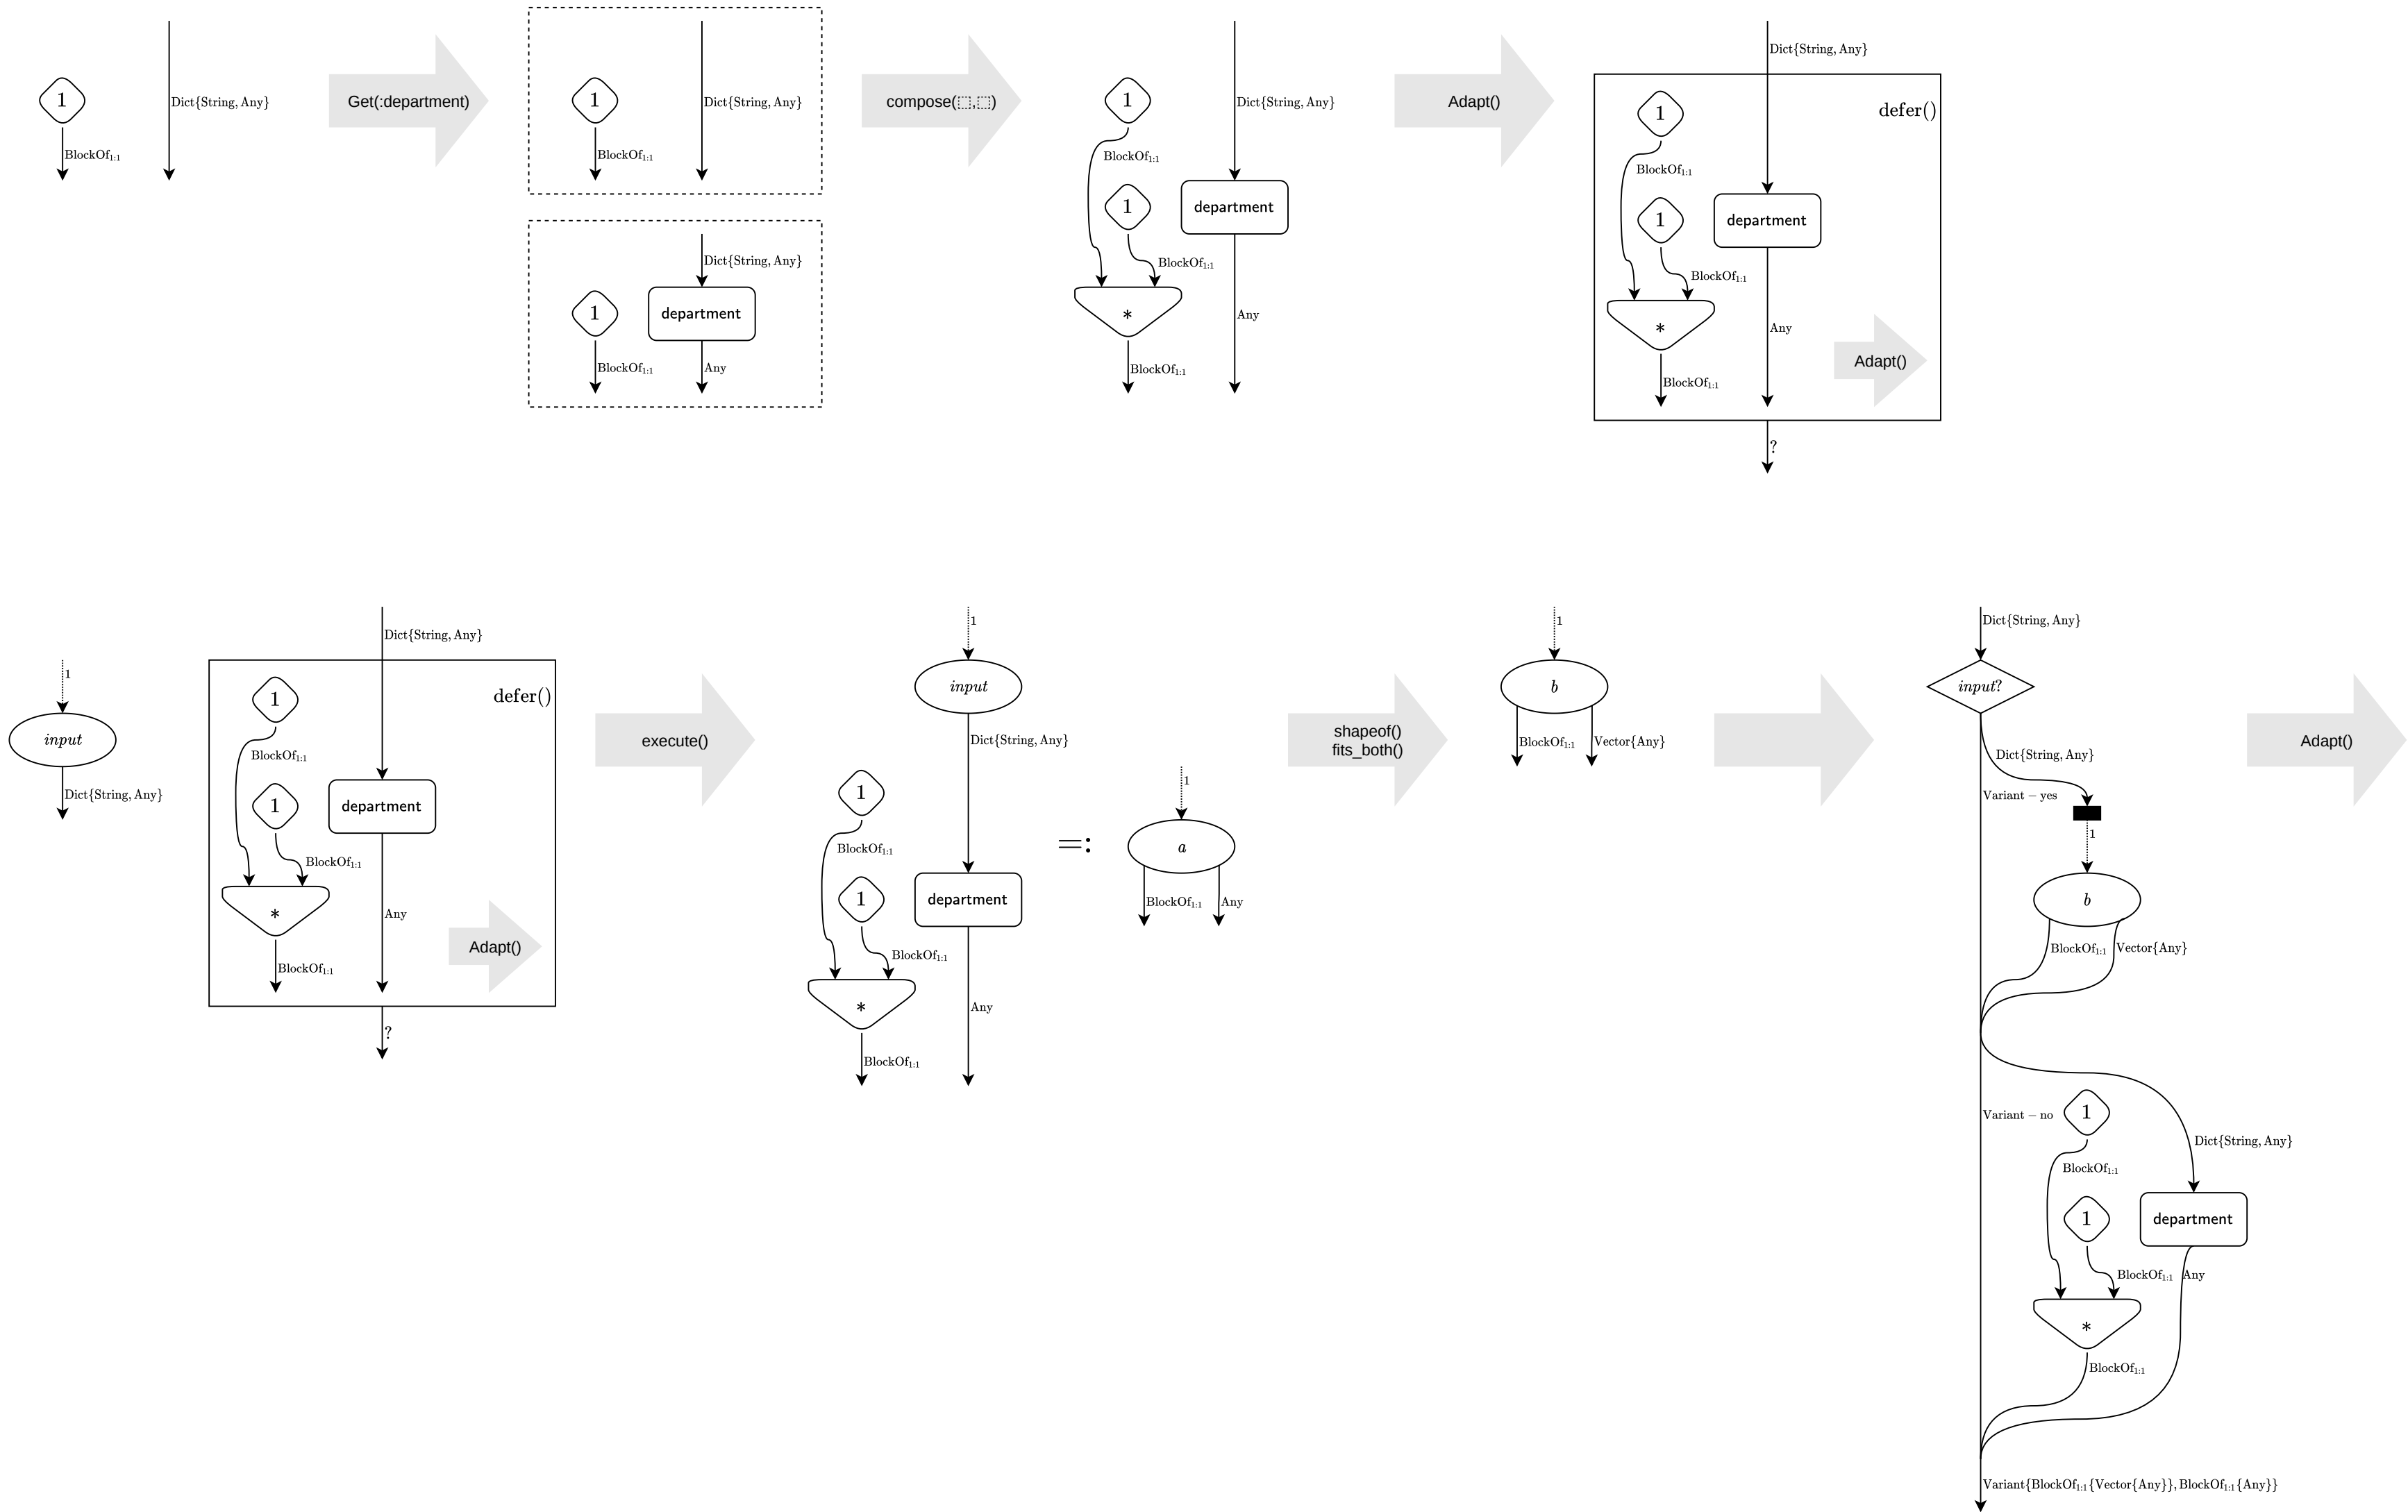 1
BlockOf1:1
Dict{String, Any}
Get(:department)
1
BlockOf1:1
Dict{String, Any}
1
BlockOf1:1
Dict{String, Any}
department
Any
compose(⬚,⬚)
1
BlockOf1:1
1
BlockOf1:1
*
BlockOf1:1
Dict{String, Any}
department
Any
Adapt()
Dict{String, Any}
defer()
1
BlockOf1:1
1
BlockOf1:1
*
BlockOf1:1
department
Any
Adapt()
?
1
input
Dict{String, Any}
Dict{String, Any}
defer()
1
BlockOf1:1
1
BlockOf1:1
*
BlockOf1:1
department
Any
Adapt()
?
execute()
1
input
Dict{String, Any}
1
BlockOf1:1
1
BlockOf1:1
*
BlockOf1:1
department
Any
=:
1
a
BlockOf1:1
Any
shapeof()
fits_both()
1
b
BlockOf1:1
Vector{Any}
Dict{String, Any}
input?
Dict{String, Any}
Variant − yes
1
b
BlockOf1:1
Vector{Any}
Variant − no
1
BlockOf1:1
Dict{String, Any}
1
department
BlockOf1:1
Any
*
BlockOf1:1
Variant{BlockOf1:1{Vector{Any}}, BlockOf1:1{Any}}
Adapt()